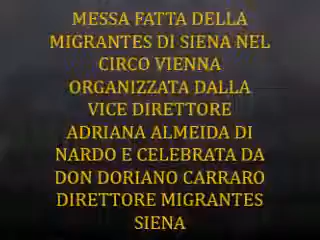 MESSA FATTA DELLA
MIGRANTES DI SIENA NEL
CIRCO VIENNA
ORGANIZZATA DALLA
VICE DIRETTORE
ADRIANA ALMEIDA DI
NARDO E CELEBRATA DA
DON DORIANO CARRARO
DIRETTORE MIGRANTES
SIENA